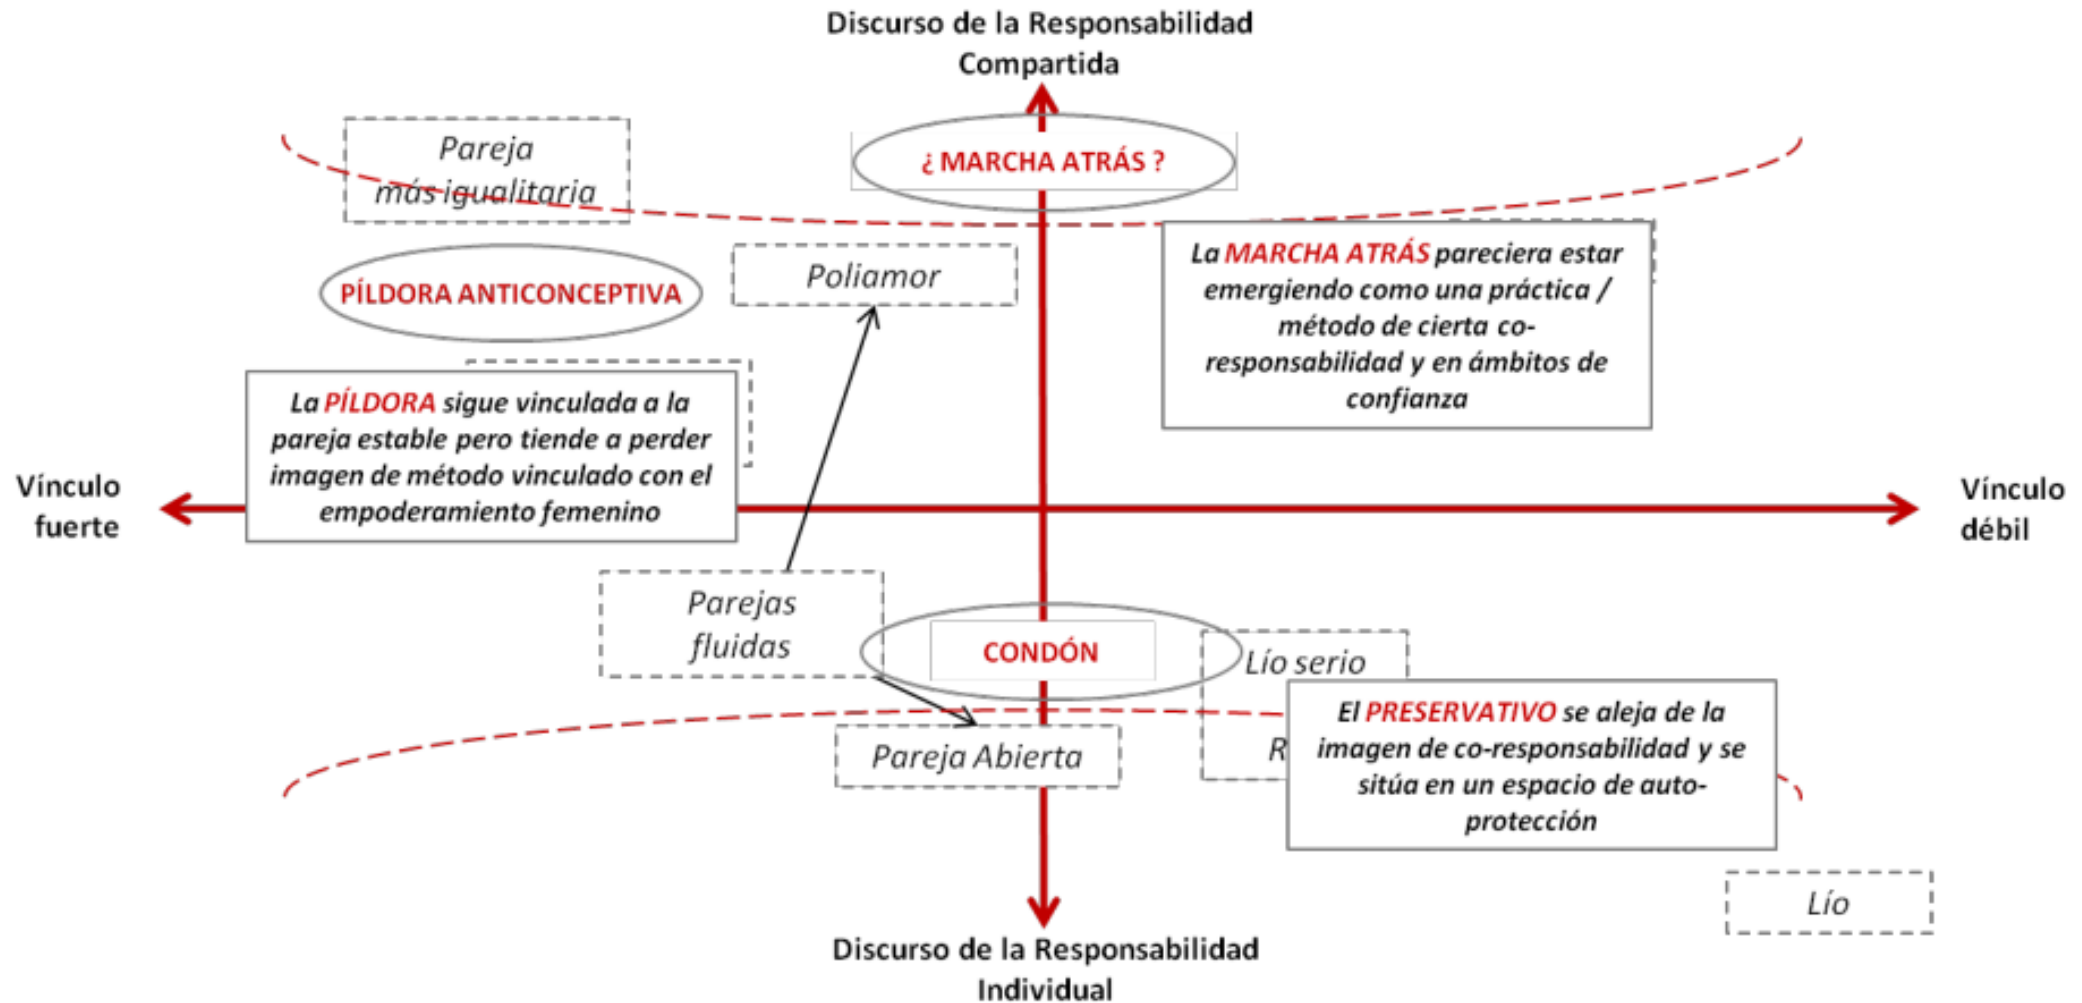 Discurso de la Responsabilidad
Compartida
Pareja
más igualitaria
¿ MARCHA ATRÁS ?
PÍLDORA ANTICONCEPTIVA
Poliamor
La MARCHA ATRÁS pareciera estar
emergiendo como una práctica /
método de cierta co-
responsabilidad y en ámbitos de
confianza
La PÍLDORA sigue vinculada a la
pareja estable pero tiende a perder
imagen de método vinculado con el
empoderamiento femenino
Vínculo
fuerte
Vínculo
débil
Parejas
fluidas
CONDÓN
Lío serio
R
El PRESERVATIVO se aleja de la
imagen de co-responsabilidad y se
sitúa en un espacio de auto-
protección
Pareja Abierta
Lío
Discurso de la Responsabilidad
Individual